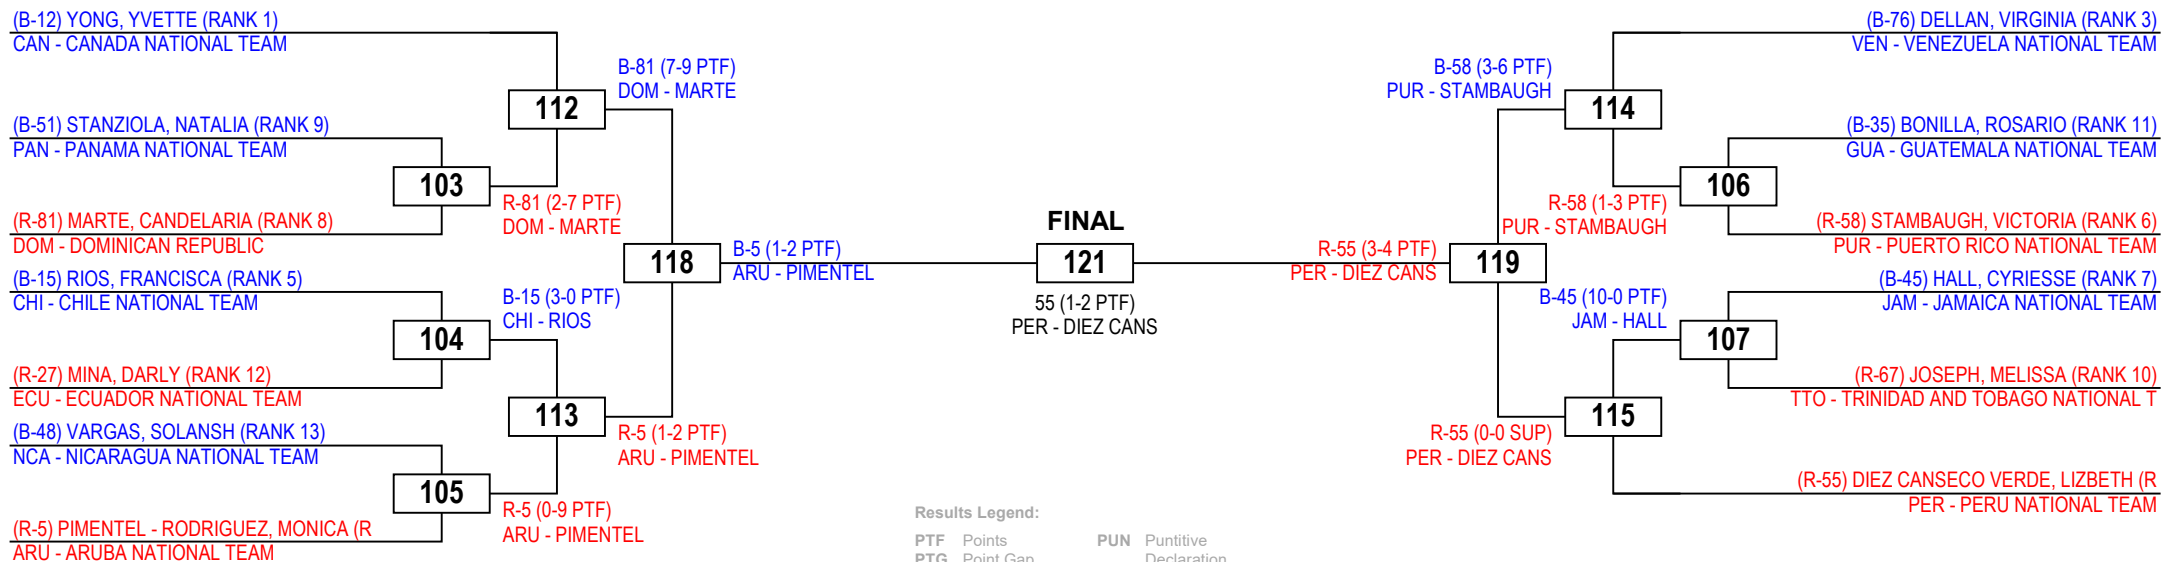 (B-12) YONG, YVETTE (RANK 1)
CAN - CANADA NATIONAL TEAM
B-81 (7-9 PTF)
DOM - MARTE
112
(B-51) STANZIOLA, NATALIA (RANK 9)
PAN - PANAMA NATIONAL TEAM
103
R-81 (2-7 PTF)
DOM - MARTE
(R-81) MARTE, CANDELARIA (RANK 8)
DOM - DOMINICAN REPUBLIC
118
B-5 (1-2 PTF)
ARU - PIMENTEL
(B-15) RIOS, FRANCISCA (RANK 5)
CHI - CHILE NATIONAL TEAM
B-15 (3-0 PTF)
CHI - RIOS
104
(R-27) MINA, DARLY (RANK 12)
ECU - ECUADOR NATIONAL TEAM
113
R-5 (1-2 PTF)
ARU - PIMENTEL
(B-48) VARGAS, SOLANSH (RANK 13)
NCA - NICARAGUA NATIONAL TEAM
105
R-5 (0-9 PTF)
ARU - PIMENTEL
(R-5) PIMENTEL - RODRIGUEZ, MONICA (R
ARU - ARUBA NATIONAL TEAM
FINAL
121
55 (1-2 PTF)
PER - DIEZ CANS
(B-76) DELLAN, VIRGINIA (RANK 3)
VEN - VENEZUELA NATIONAL TEAM
B-58 (3-6 PTF)
PUR - STAMBAUGH
114
(B-35) BONILLA, ROSARIO (RANK 11)
GUA - GUATEMALA NATIONAL TEAM
106
R-58 (1-3 PTF)
PUR - STAMBAUGH
(R-58) STAMBAUGH, VICTORIA (RANK 6)
PUR - PUERTO RICO NATIONAL TEAM
R-55 (3-4 PTF)
PER - DIEZ CANS
119
(B-45) HALL, CYRIESSE (RANK 7)
JAM - JAMAICA NATIONAL TEAM
B-45 (10-0 PTF)
JAM - HALL
107
(R-67) JOSEPH, MELISSA (RANK 10)
TTO - TRINIDAD AND TOBAGO NATIONAL T
115
R-55 (0-0 SUP)
PER - DIEZ CANS
(R-55) DIEZ CANSECO VERDE, LIZBETH (R
PER - PERU NATIONAL TEAM
Results Legend:
PTF Points PUN Puntitive
PTG Point Gap Declaration